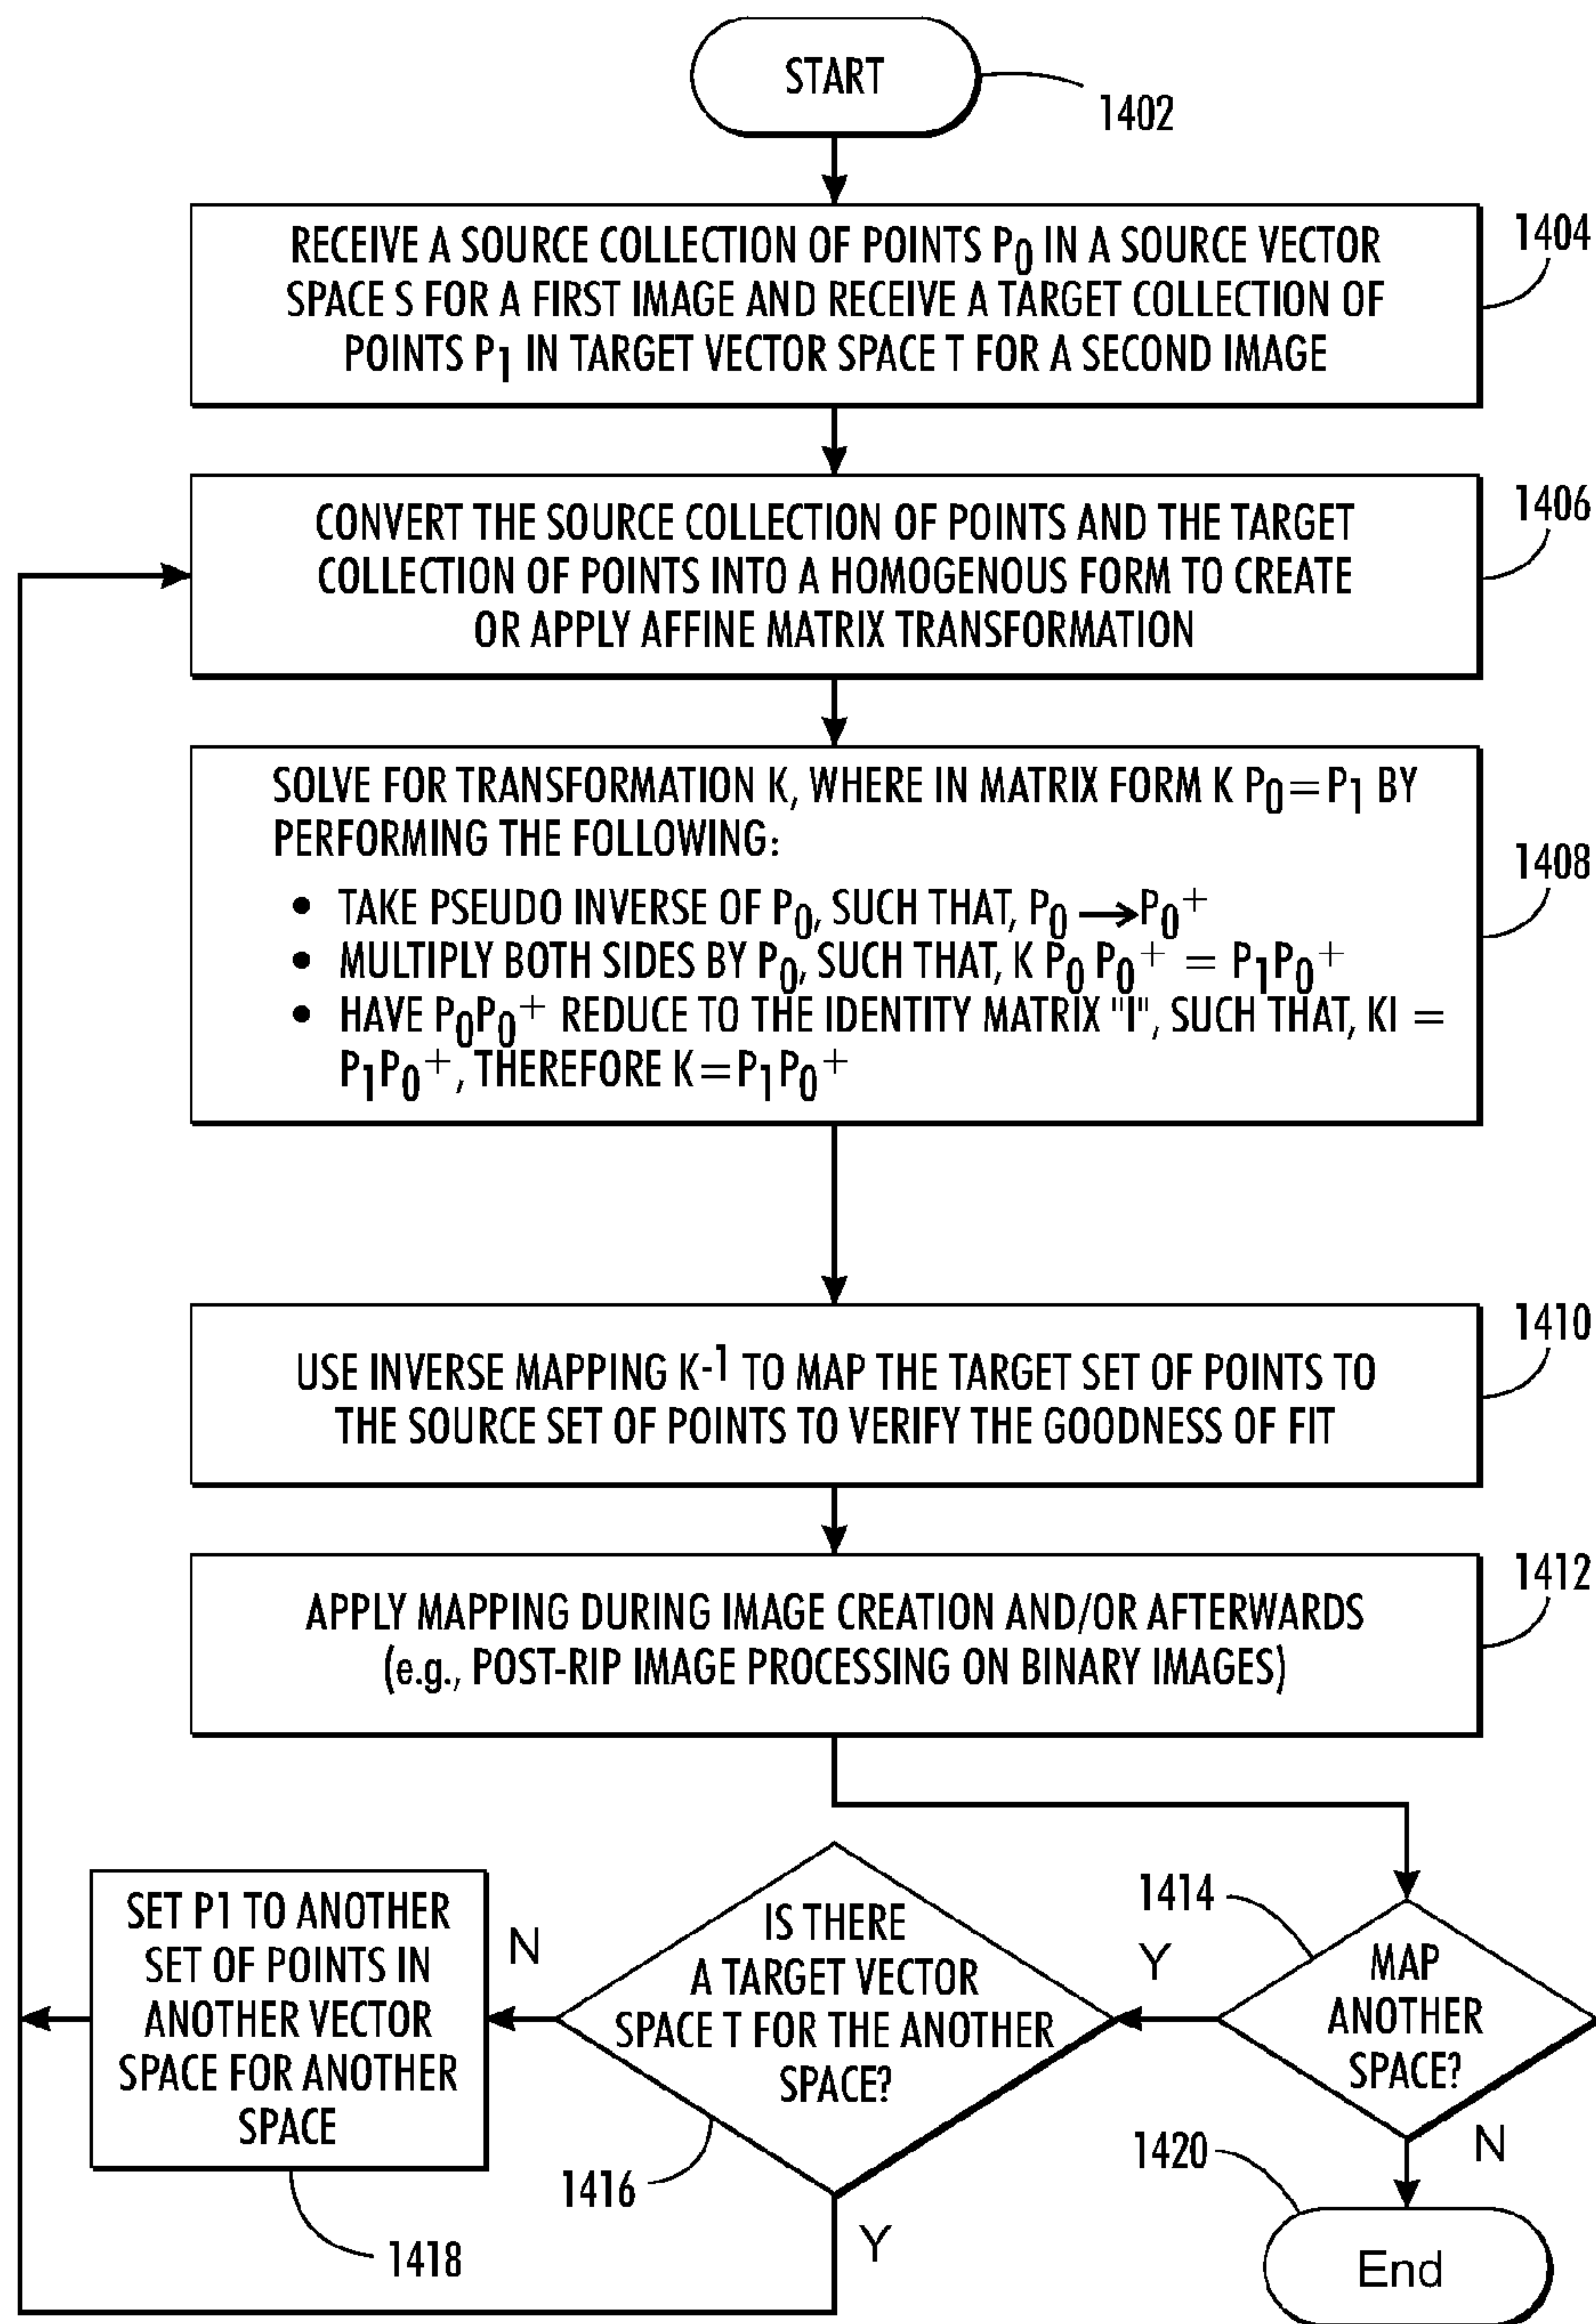 START
1402
RECEIVE A SOURCE COLLECTION OF POINTS P0 IN A SOURCE VECTOR
SPACE S FOR A FIRST IMAGE AND RECEIVE A TARGET COLLECTION OF
POINTS P1 IN TARGET VECTOR SPACE T FOR A SECOND IMAGE
1404
CONVERT THE SOURCE COLLECTION OF POINTS AND THE TARGET
COLLECTION OF POINTS INTO A HOMOGENOUS FORM TO CREATE
OR APPLY AFFINE MATRIX TRANSFORMATION
1406
SOLVE FOR TRANSFORMATION K, WHERE IN MATRIX FORM K P0=P1 BY
PERFORMING THE FOLLOWING:
• TAKE PSEUDO INVERSE OF P0, SUCH THAT, P0 → P0+
• MULTIPLY BOTH SIDES BY P0, SUCH THAT, K P0 P0+ = P1P0+
• HAVE P0P0+ REDUCE TO THE IDENTITY MATRIX "I", SUCH THAT, KI =
P1P0+, THEREFORE K=P1P0+
1408
USE INVERSE MAPPING K-1 TO MAP THE TARGET SET OF POINTS TO
THE SOURCE SET OF POINTS TO VERIFY THE GOODNESS OF FIT
1410
APPLY MAPPING DURING IMAGE CREATION AND/OR AFTERWARDS
(e.g., POST-RIP IMAGE PROCESSING ON BINARY IMAGES)
1412
MAP
ANOTHER
SPACE?
1414
Y
N
IS THERE
A TARGET VECTOR
SPACE T FOR THE ANOTHER
SPACE?
1416
N
Y
SET P1 TO ANOTHER
SET OF POINTS IN
ANOTHER VECTOR
SPACE FOR ANOTHER
SPACE
1418
1420
End